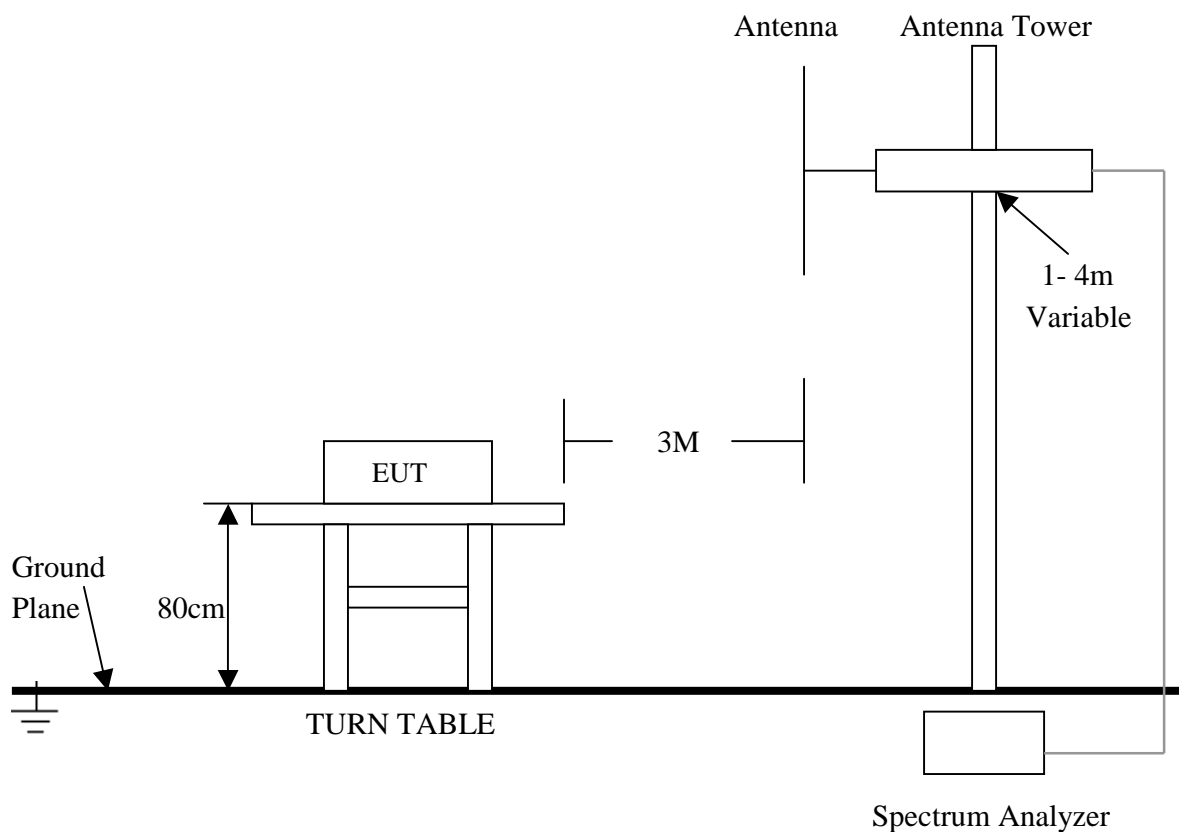 Antenna
Antenna Tower
1- 4m
Variable
3M
EUT
Ground
Plane
80cm
TURN TABLE
Spectrum Analyzer